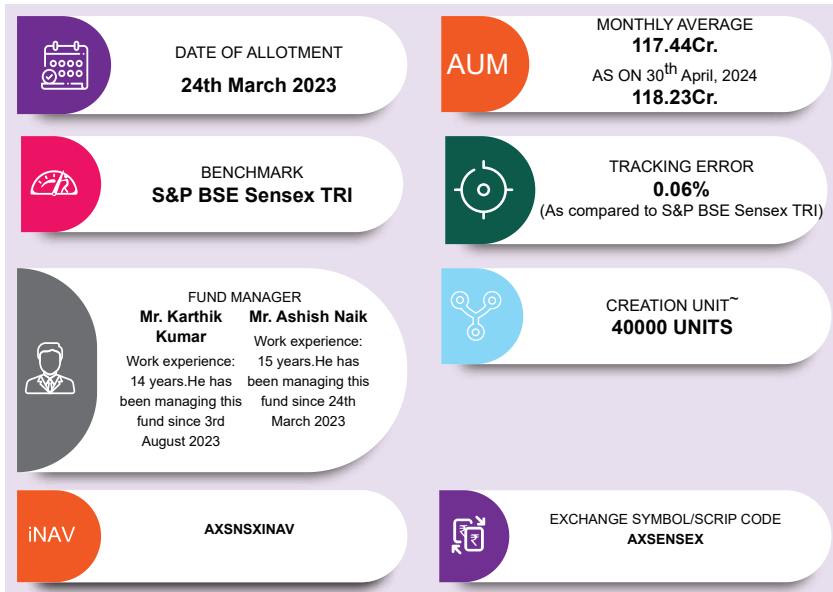 DATE OF ALLOTMENT
24th March 2023
AUM
MONTHLY AVERAGE
117.44Cr.
AS ON 30th April, 2024
118.23Cr.
BENCHMARK
S&P BSE Sensex TRI
TRACKING ERROR
0.06%
(As compared to S&P BSE Sensex TRI)
FUND MANAGER
Mr. Karthik
Kumar
Work experience:
14 years.He has
been managing this
fund since 3rd
August 2023
Mr. Ashish Naik
Work experience:
15 years.He has
been managing this
fund since 24th
March 2023
CREATION UNIT~
40000 UNITS
iNAV
AXSNSXINAV
EXCHANGE SYMBOL/SCRIP CODE
AXSENSEX